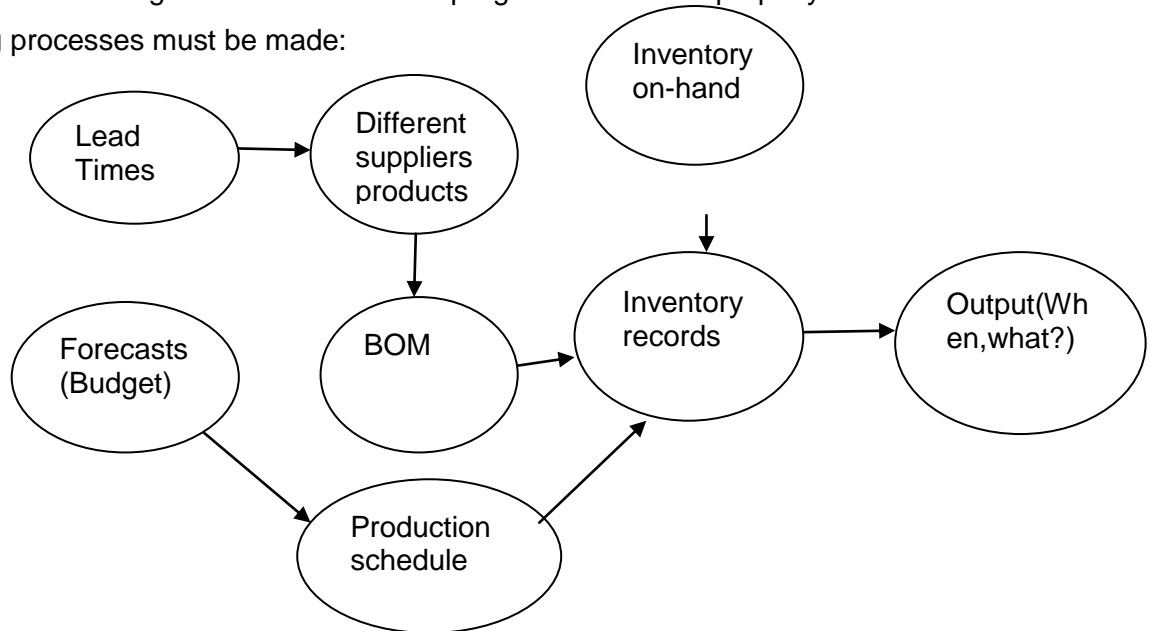 processes must be made:
Inventory
on-hand
Lead
Times
Different
suppliers
products
Forecasts
(Budget)
BOM
Inventory
records
Output(Wh
en,what?)
Production
schedule